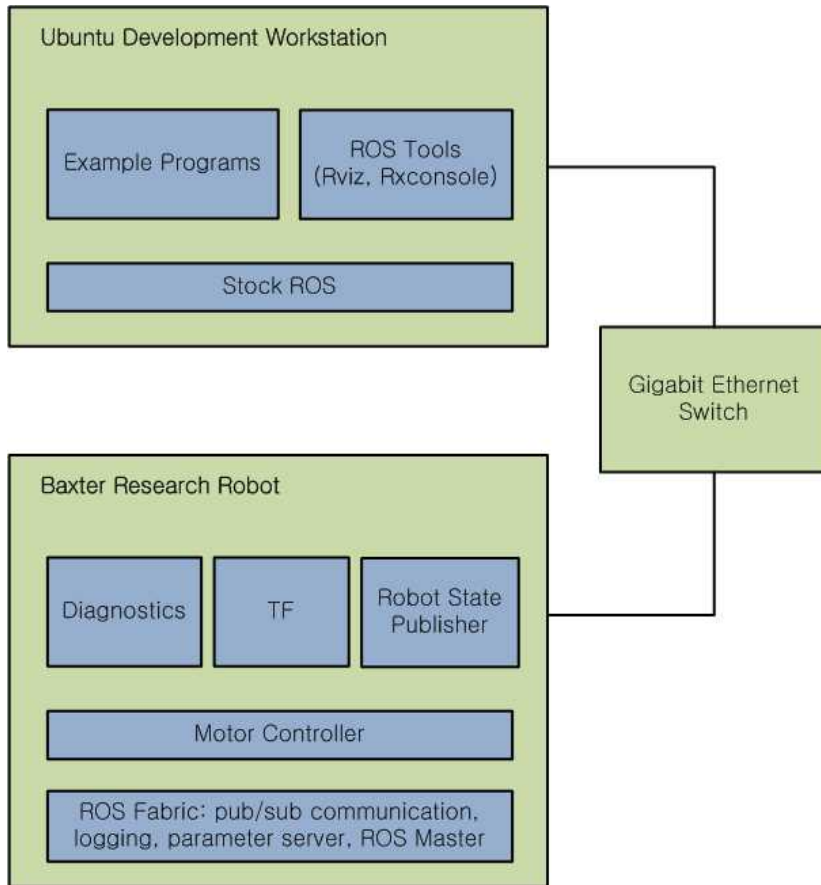 Ubuntu Development Workstation
Example Programs
ROS Tools
(Rviz, Rxconsole)
Stock ROS
Gigabit Ethernet
Switch
Baxter Research Robot
Diagnostics
TF
Robot State
Publisher
Motor Controller
ROS Fabric: pub/sub communication,
logging, parameter server, ROS Master